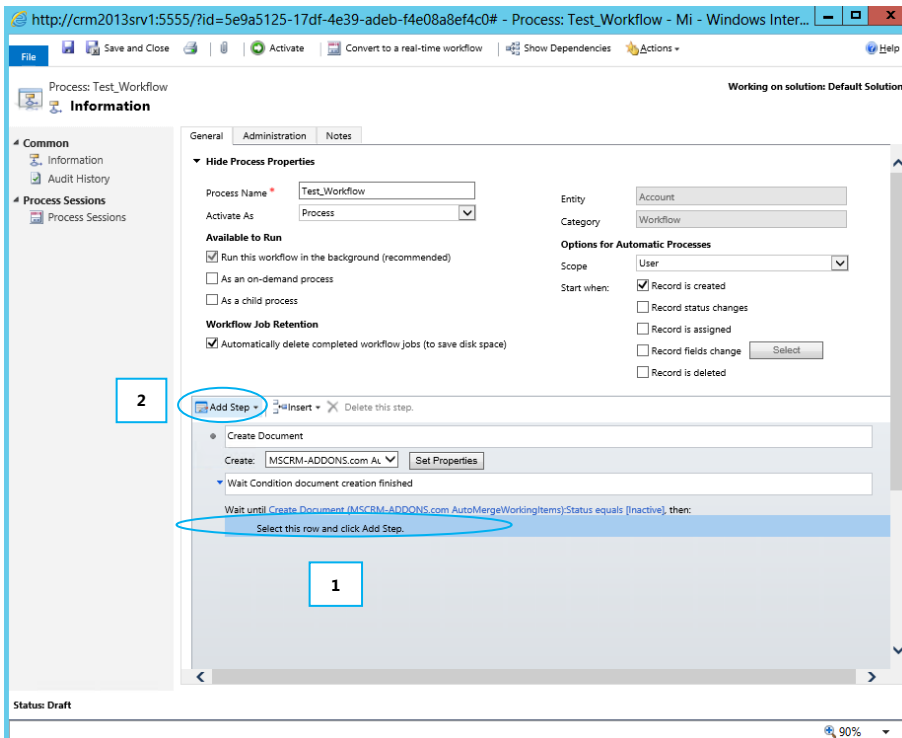 http://crm2013srv1:5555/?id=5e9a5125-17df-4e39-adeb-f4e08a8ef4c0# - Process: Test_Workflow - Mi - Windows Inter...
File Save and Close Activate Convert to a real-time workflow Show Dependencies Actions Help
Process: Test_Workflow
Information
Working on solution: Default Solution
Common
Information
Audit History
Process Sessions
Process Sessions
General Administration Notes
Hide Process Properties
Process Name * Test_Workflow
Activate As Process
Available to Run
Run this workflow in the background (recommended)
As an on-demand process
As a child process
Workflow Job Retention
Automatically delete completed workflow jobs (to save disk space)
Entity Account
Category Workflow
Options for Automatic Processes
Scope User
Start when: Record is created
Record status changes
Record is assigned
Record fields change Select
Record is deleted
2
Add Step Insert Delete this step.
Create Document
Create: MSCRM-ADDONS.com Au Set Properties
Wait Condition document creation finished
Wait until Create Document (MSCRM-ADDONS.com AutoMergeWorkingItems):Status equals [Inactive], then:
Select this row and click Add Step.
1
Status: Draft
90%